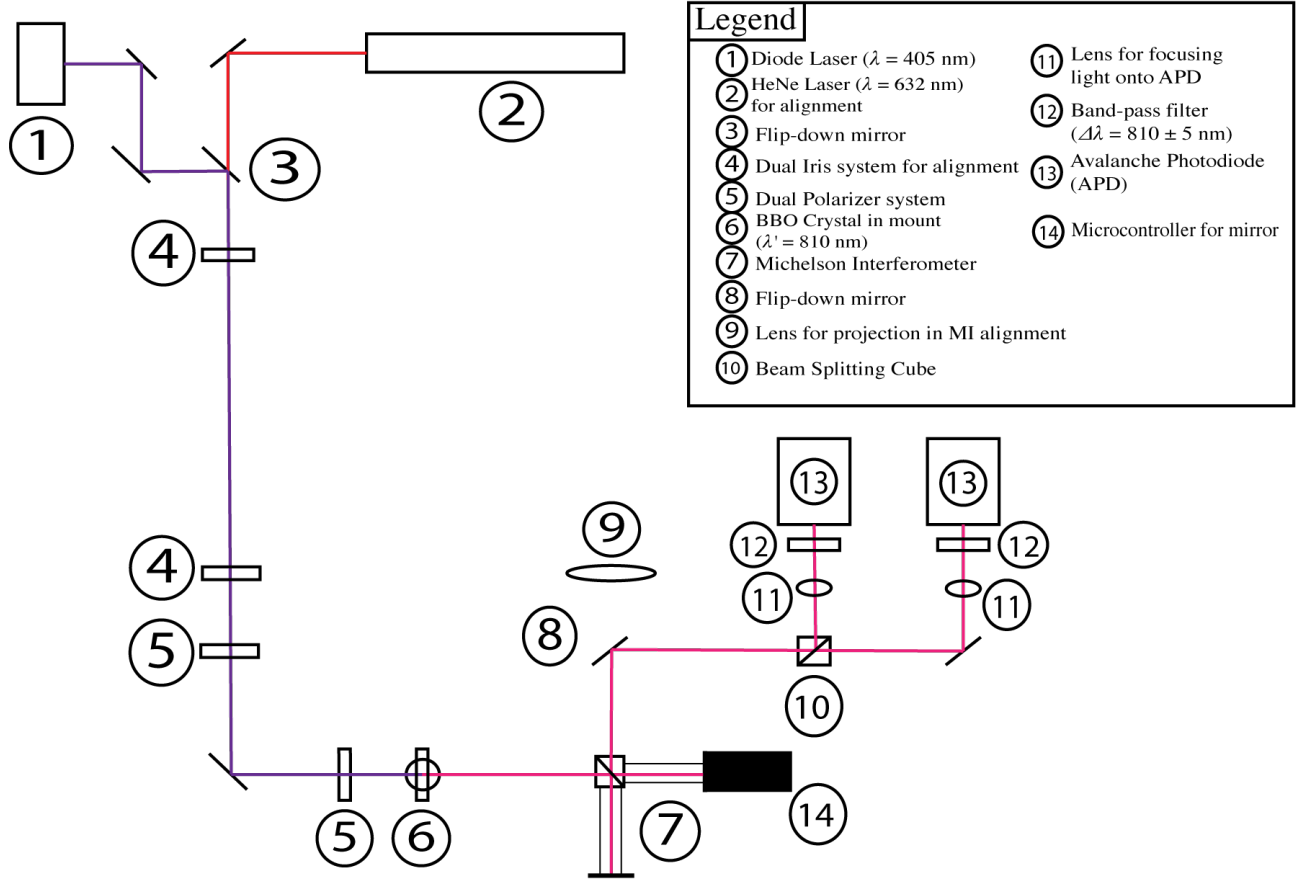 Legend
1 Diode Laser (λ = 405 nm)
2 HeNe Laser (λ = 632 nm)
for alignment
3 Flip-down mirror
4 Dual Iris system for alignment
5 Dual Polarizer system
6 BBO Crystal in mount
(λ' = 810 nm)
7 Michelson Interferometer
8 Flip-down mirror
9 Lens for projection in MI alignment
10 Beam Splitting Cube
11 Lens for focusing
light onto APD
12 Band-pass filter
(Δλ = 810 ± 5 nm)
13 Avalanche Photodiode
(APD)
14 Microcontroller for mirror
1
2
3
4
4
5
5
6
7
8
9
10
11
11
12
12
13
13
14